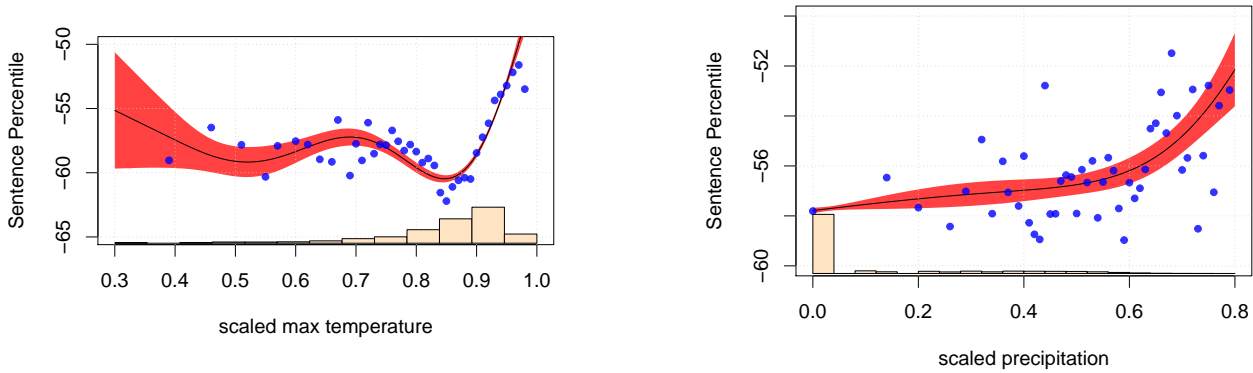 Sentence Percentile
−50
−55
−60
−65
0.3 0.4 0.5 0.6 0.7 0.8 0.9 1.0
scaled max temperature
Sentence Percentile
−52
−56
−60
0.0 0.2 0.4 0.6 0.8
scaled precipitation